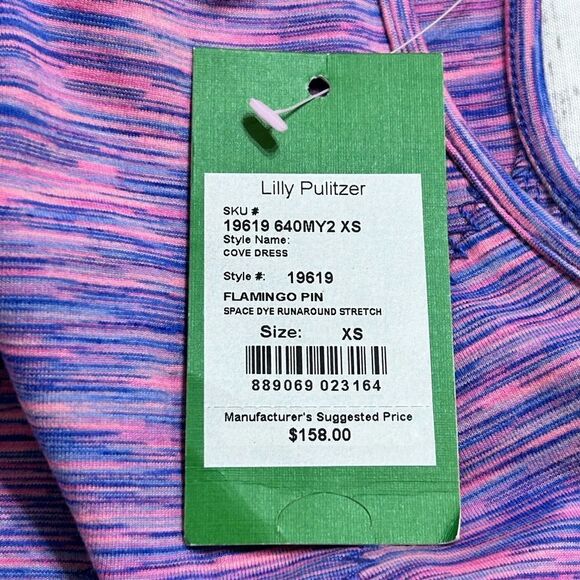 Lilly Pulitzer
SKU #
19619 640MY2 XS
Style Name:
COVE DRESS
Style #: 19619
FLAMINGO PIN
SPACE DYE RUNAROUND STRETCH
Size: XS
889069 023164
Manufacturer's Suggested Price
$158.00